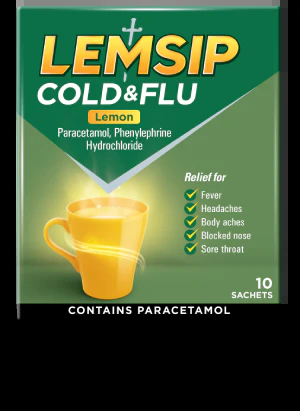 LEMSIP
COLD&FLU
Lemon
Paracetamol, Phenylephrine
Hydrochloride
Relief for
Fever
Headaches
Body aches
Blocked nose
Sore throat
10
SACHETS
CONTAINS PARACETAMOL